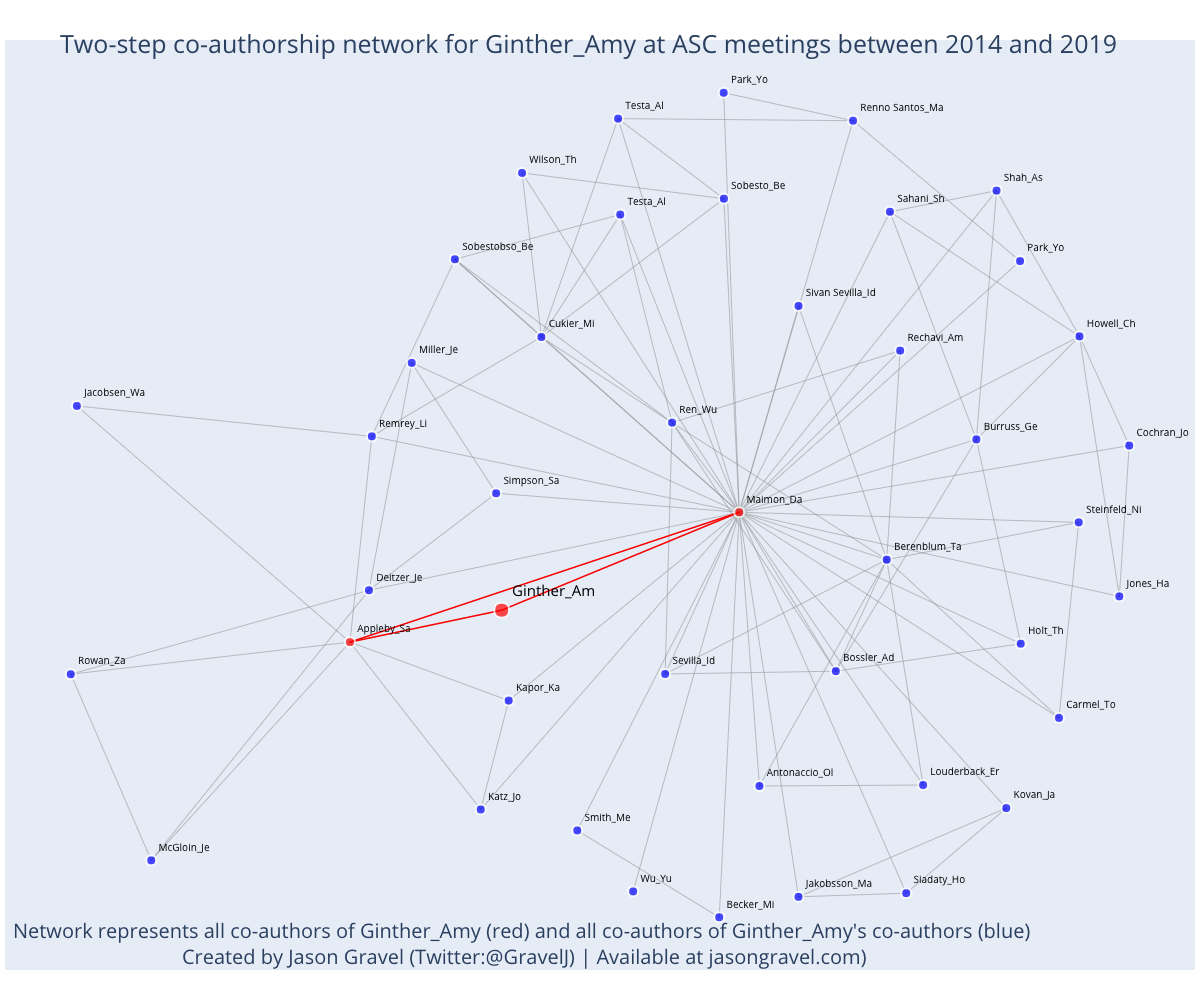 Two-step co-authorship network for Ginther_Amy at ASC meetings between 2014 and 2019
Park_Yo
Testa_Al
Renno Santos_Ma
Wilson_Th
Shah_As
Sobesto_Be
Sahani_Sh
Testa_Al
Sobestobso_Be
Park_Yo
Sivan Sevilla_Id
Cukier_Mi
Howell_Ch
Rechavi_Am
Miller_Je
Jacobsen_Wa
Ren_Wu
Remrey_Li
Burruss_Ge
Cochran_Jo
Simpson_Sa
Maimon_Da
Steinfeld_Ni
Berenblum_Ta
Deitzer_Je
Jones_Ha
Ginther_Am
Appleby_Sa
Holt_Th
Rowan_Za
Sevilla_Id
Bossler_Ad
Kapor_Ka
Carmel_To
Antonaccio_Ol
Louderback_Er
Katz_Jo
Kovan_Ja
Smith_Me
McGloin_Je
Wu_Yu
Jakobsson_Ma
Siadaty_Ho
Becker_Mi
Network represents all co-authors of Ginther_Amy (red) and all co-authors of Ginther_Amy's co-authors (blue)
Created by Jason Gravel (Twitter:@GravelJ) | Available at jasongravel.com)